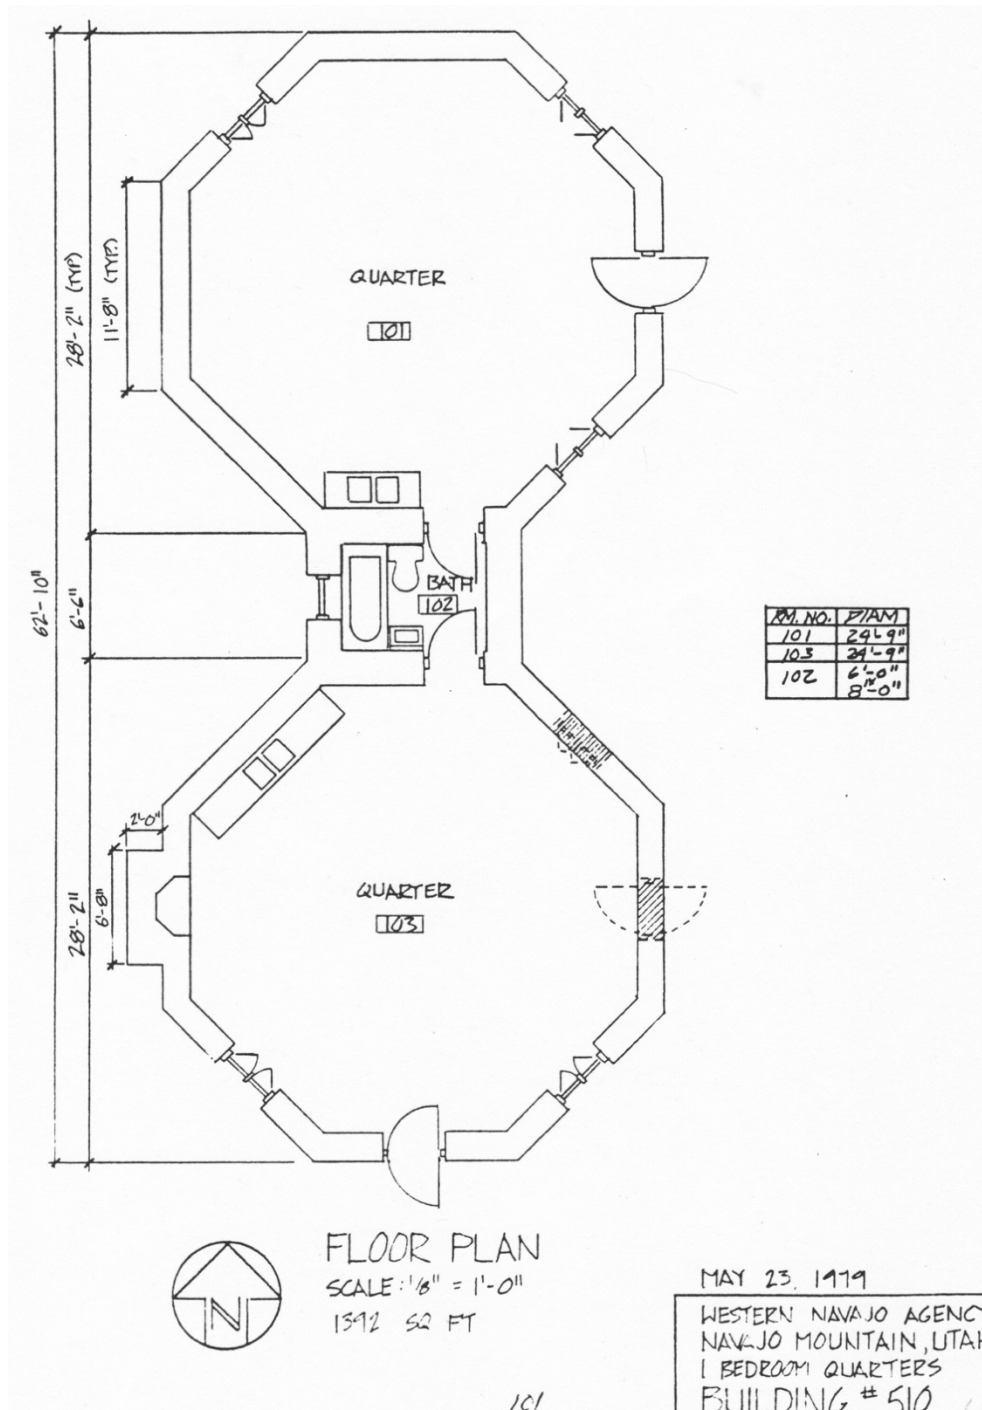 QUARTER
101
28'-2" (TYP)
11'-8" (TYP.)
62'-10"
6'-6"
BATH
102
RM. NO. DIAM
101 24'-9"
103 24'-9"
102 6'-0"
8'-0"
2'-0"
6'-8"
28'-2"
QUARTER
103
N
FLOOR PLAN
SCALE: 1/8" = 1'-0"
1392 SQ FT
MAY 23, 1979
WESTERN NAVAJO AGENCY
NAVAJO MOUNTAIN, UTAH
1 BEDROOM QUARTERS
BUILDING # 510
101